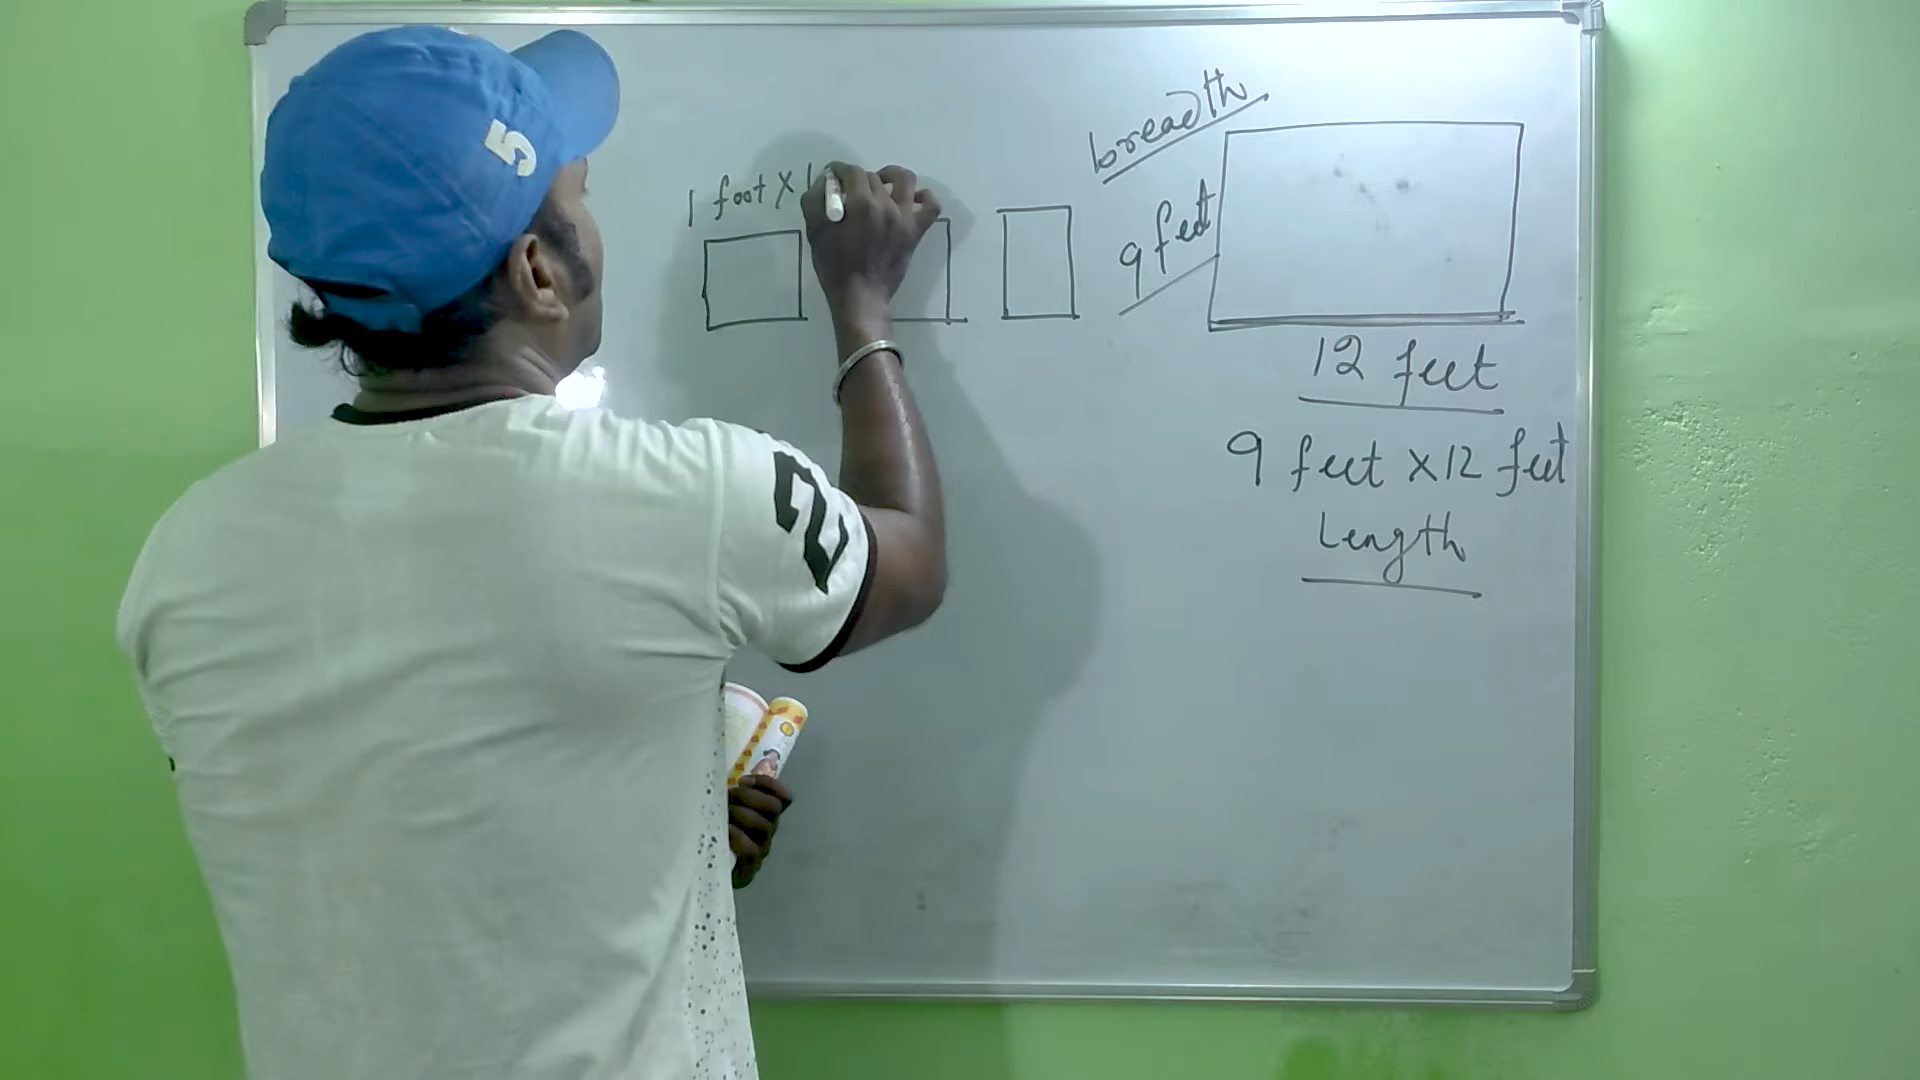 5
2
1 foot × 1
breadth
9 feet
12 feet
9 feet × 12 feet
Length